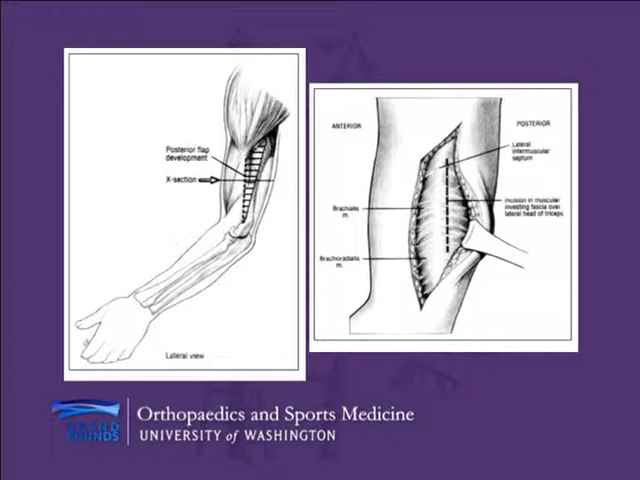 Posterior flap
development
X-section
Lateral view
ANTERIOR
POSTERIOR
Lateral
intermuscular
septum
Brachialis
m.
Incision in muscular
investing fascia over
lateral head of triceps
Brachioradialis
m.
GRAND
ROUNDS
Orthopaedics and Sports Medicine
UNIVERSITY of WASHINGTON